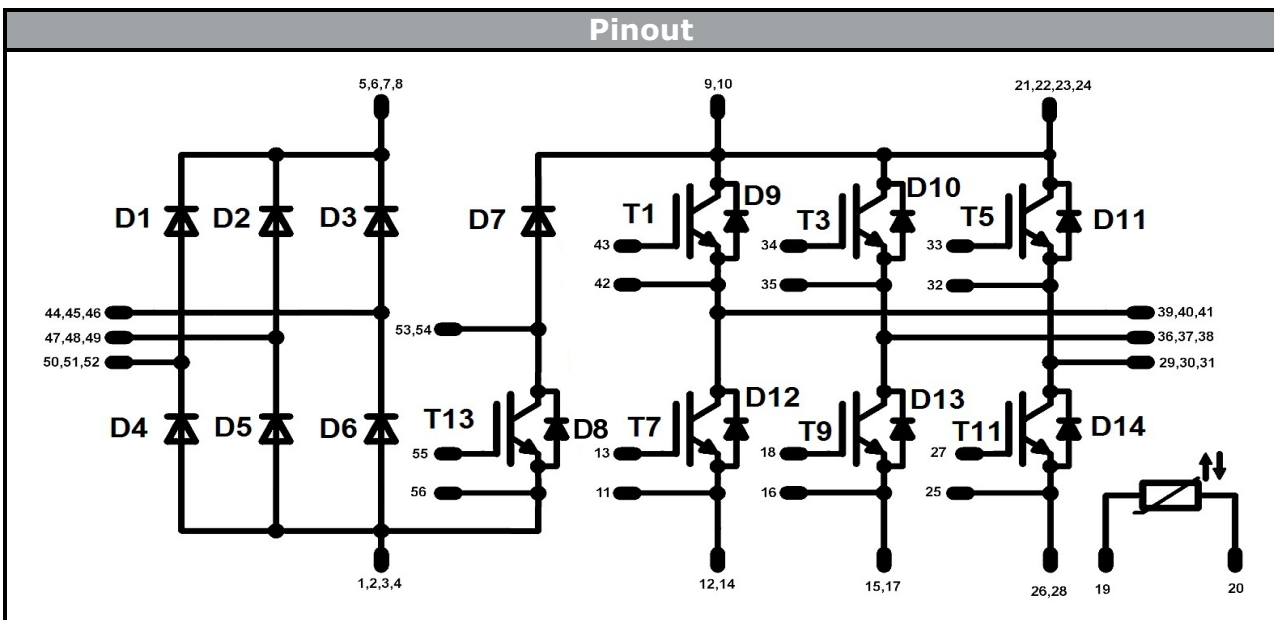 Pinout
5,6,7,8
9,10
21,22,23,24
D1
D2
D3
D7
T1
D9
T3
D10
T5
D11
43
34
33
42
35
32
44,45,46
47,48,49
50,51,52
53,54
39,40,41
36,37,38
29,30,31
D4
D5
D6
T13
D8
T7
D12
T9
D13
T11
D14
55
13
18
27
56
11
16
25
1,2,3,4
12,14
15,17
26,28
19
20